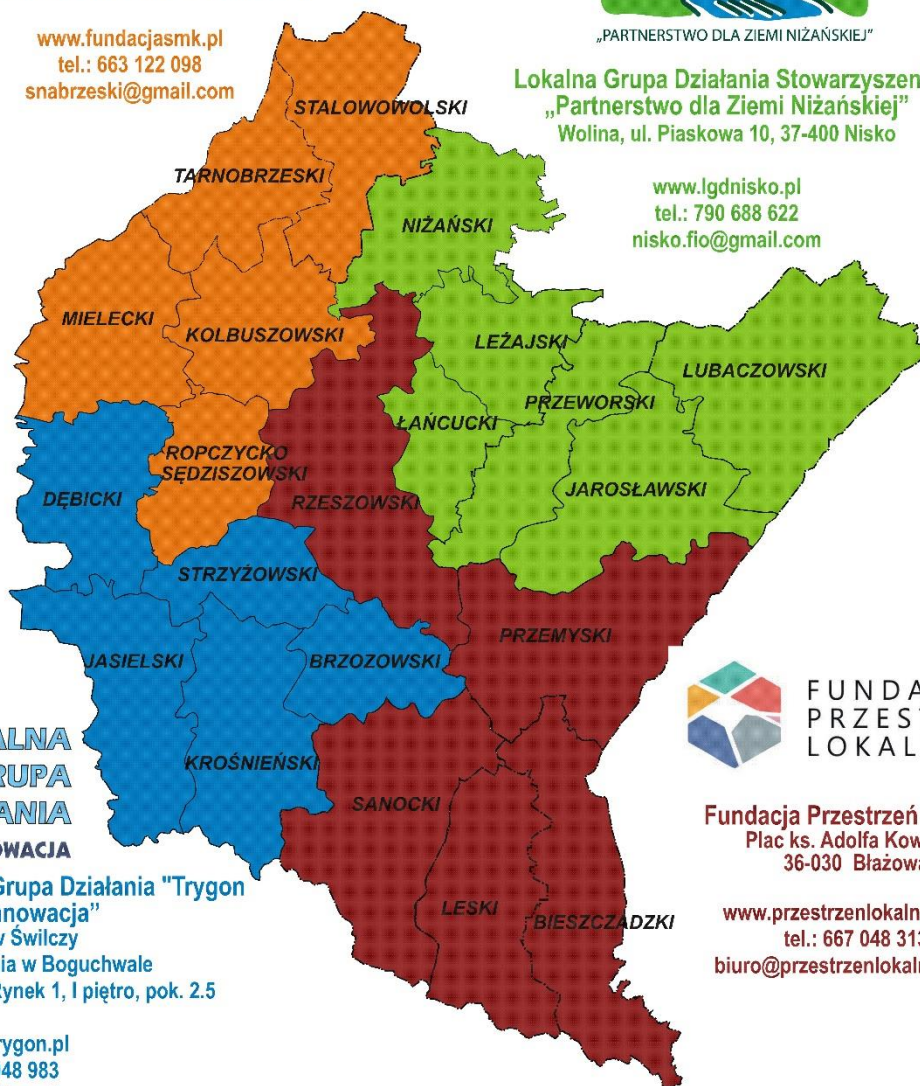 www.fundacjasmk.pl
tel.: 663 122 098
snabrzeski@gmail.com
„PARTNERSTWO DLA ZIEMI NIŻAŃSKIEJ”
Lokalna Grupa Działania Stowarzyszen
„Partnerstwo dla Ziemi Niżańskiej”
Wolina, ul. Piaskowa 10, 37-400 Nisko
www.lgdnisko.pl
tel.: 790 688 622
nisko.fio@gmail.com
STALOWOWOLSKI
TARNOBRZESKI
NIŻAŃSKI
MIELECKI
KOLBUSZOWSKI
LEŻAJSKI
LUBACZOWSKI
PRZEWORSKI
ŁAŃCUCKI
ROPCZYCKO
SĘDZISZOWSKI
DĘBICKI
RZESZOWSKI
JAROSŁAWSKI
STRZYŻOWSKI
PRZEMYSKI
JASIELSKI
BRZOZOWSKI
KROŚNIEŃSKI
SANOCKI
LESKI
BIESZCZADZKI
FUNDA
PRZEST
LOKAL
Fundacja Przestrzeń
Plac ks. Adolfa Kow
36-030 Błażowa
www.przestrzenlokaln
tel.: 667 048 313
biuro@przestrzenlokaln
ALNA
RUPA
ANIA
OWACJA
Grupa Działania "Trygon
nnowacja”
v Świlczy
ia w Boguchwale
Rynek 1, I piętro, pok. 2.5
rygon.pl
948 983